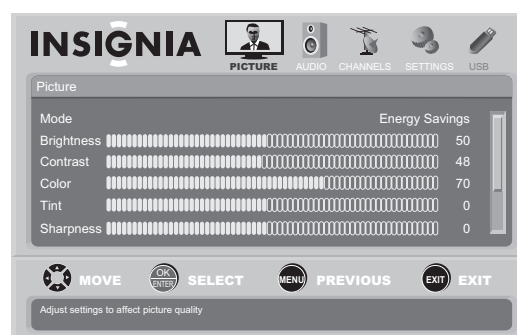 INSIGNIA
PICTURE AUDIO CHANNELS SETTINGS USB
Picture
Mode Energy Savings
Brightness 50
Contrast 48
Color 70
Tint 0
Sharpness 0
MOVE OK ENTER SELECT MENU PREVIOUS EXIT EXIT
Adjust settings to affect picture quality